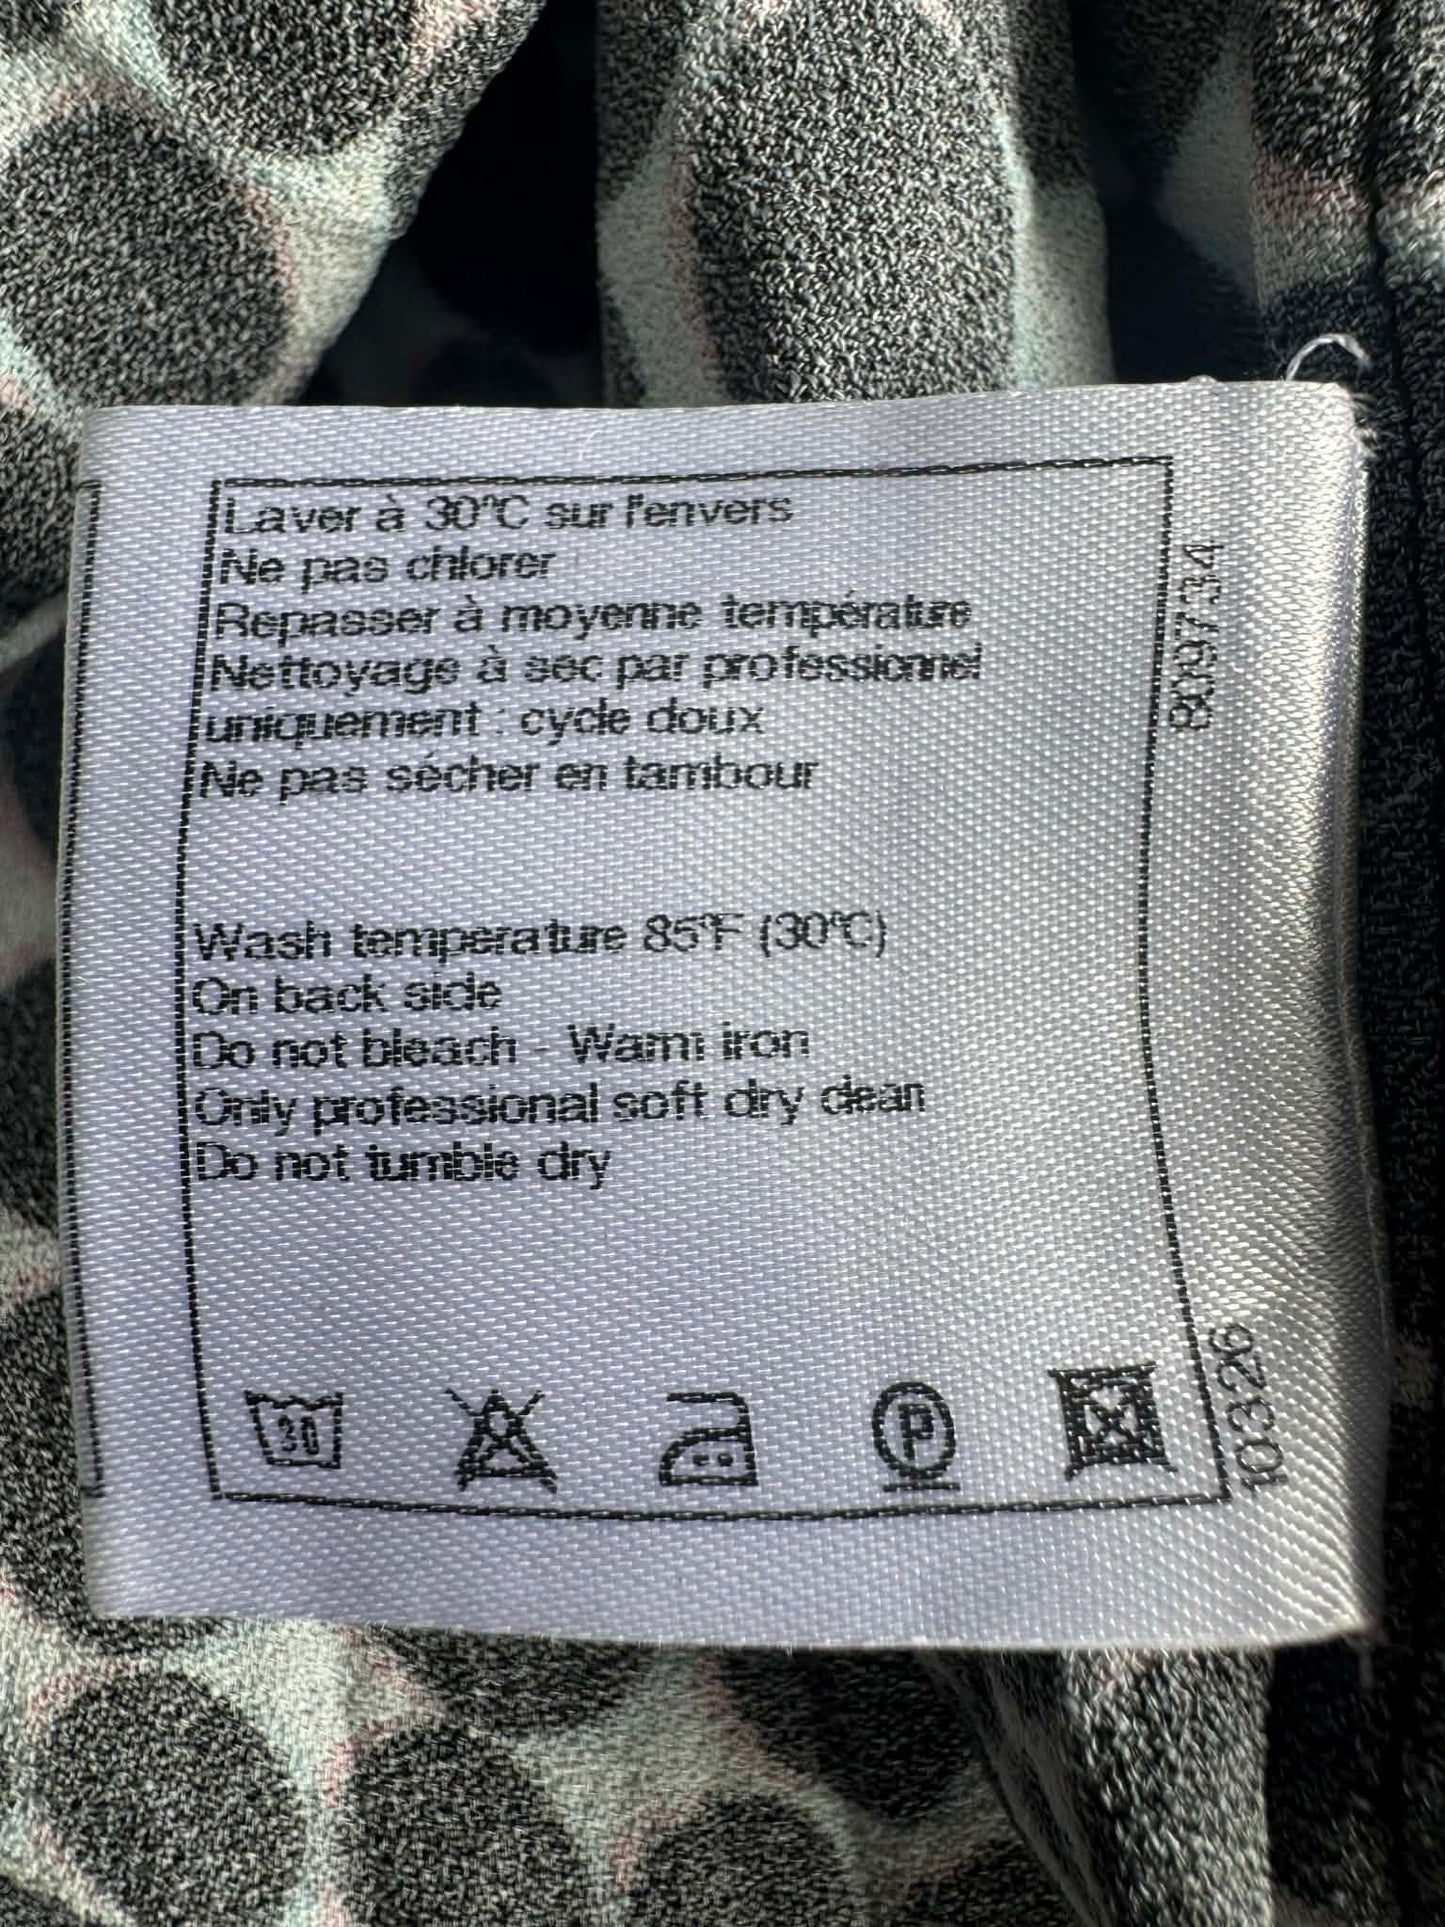 Laver à 30°C sur l'envers
Ne pas chlorer
Repasser à moyenne température
Nettoyage à sec par professionnel
uniquement : cycle doux
Ne pas sécher en tambour
Wash temperature 85°F (30°C)
On back side
Do not bleach - Warm iron
Only professional soft dry clean
Do not tumble dry
30
P
8097734
10326